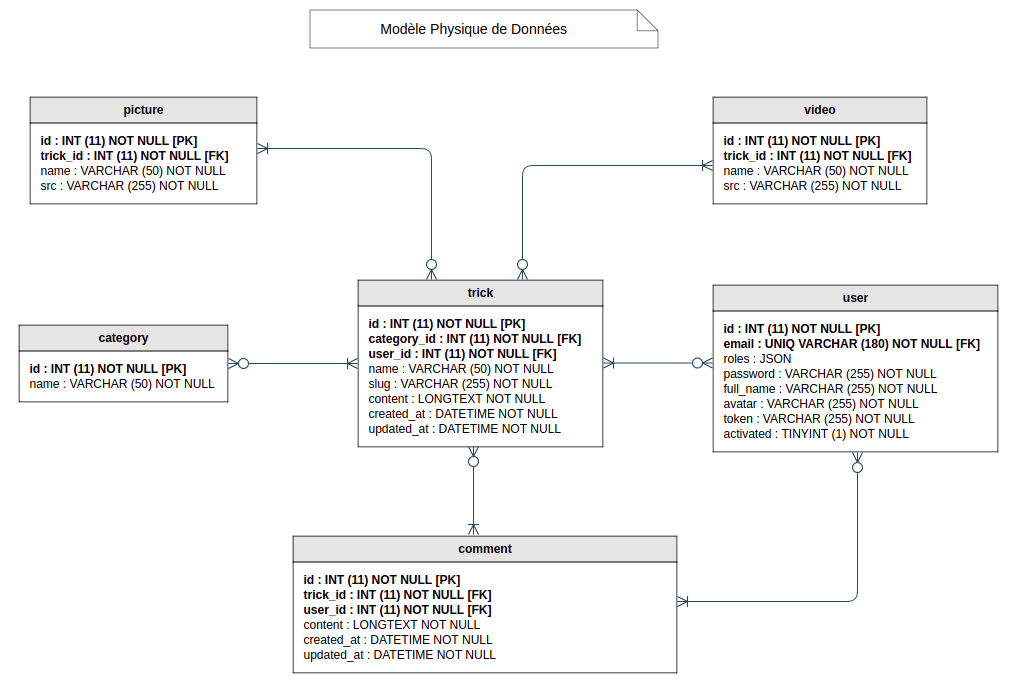 Modèle Physique de Données
picture
id : INT (11) NOT NULL [PK]
trick_id : INT (11) NOT NULL [FK]
name : VARCHAR (50) NOT NULL
src : VARCHAR (255) NOT NULL
video
id : INT (11) NOT NULL [PK]
trick_id : INT (11) NOT NULL [FK]
name : VARCHAR (50) NOT NULL
src : VARCHAR (255) NOT NULL
category
id : INT (11) NOT NULL [PK]
name : VARCHAR (50) NOT NULL
trick
id : INT (11) NOT NULL [PK]
category_id : INT (11) NOT NULL [FK]
user_id : INT (11) NOT NULL [FK]
name : VARCHAR (50) NOT NULL
slug : VARCHAR (255) NOT NULL
content : LONGTEXT NOT NULL
created_at : DATETIME NOT NULL
updated_at : DATETIME NOT NULL
user
id : INT (11) NOT NULL [PK]
email : UNIQ VARCHAR (180) NOT NULL [FK]
roles : JSON
password : VARCHAR (255) NOT NULL
full_name : VARCHAR (255) NOT NULL
avatar : VARCHAR (255) NOT NULL
token : VARCHAR (255) NOT NULL
activated : TINYINT (1) NOT NULL
comment
id : INT (11) NOT NULL [PK]
trick_id : INT (11) NOT NULL [FK]
user_id : INT (11) NOT NULL [FK]
content : LONGTEXT NOT NULL
created_at : DATETIME NOT NULL
updated_at : DATETIME NOT NULL